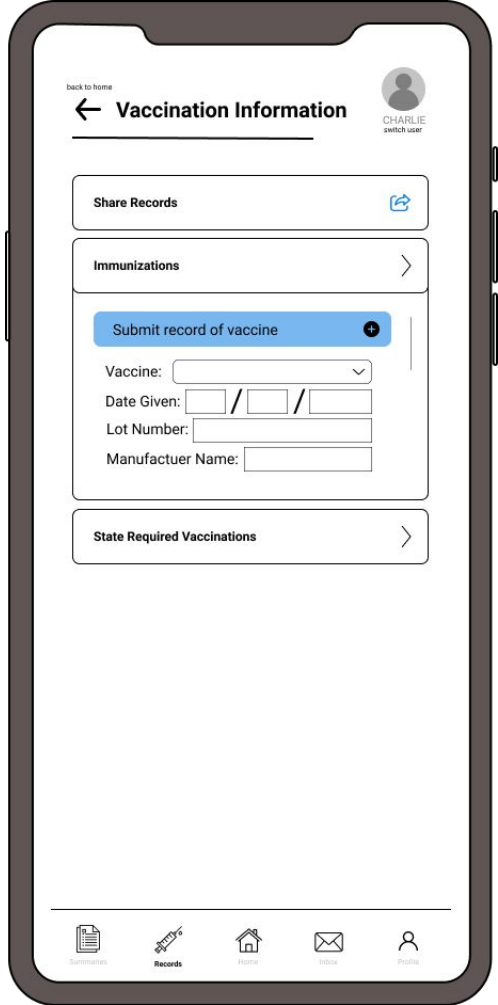 back to home
Vaccination Information
CHARLIE
switch user
Share Records
Immunizations
Submit record of vaccine
Vaccine:
Date Given: / /
Lot Number:
Manufactuer Name:
State Required Vaccinations
Summaries Records Home Inbox Profile